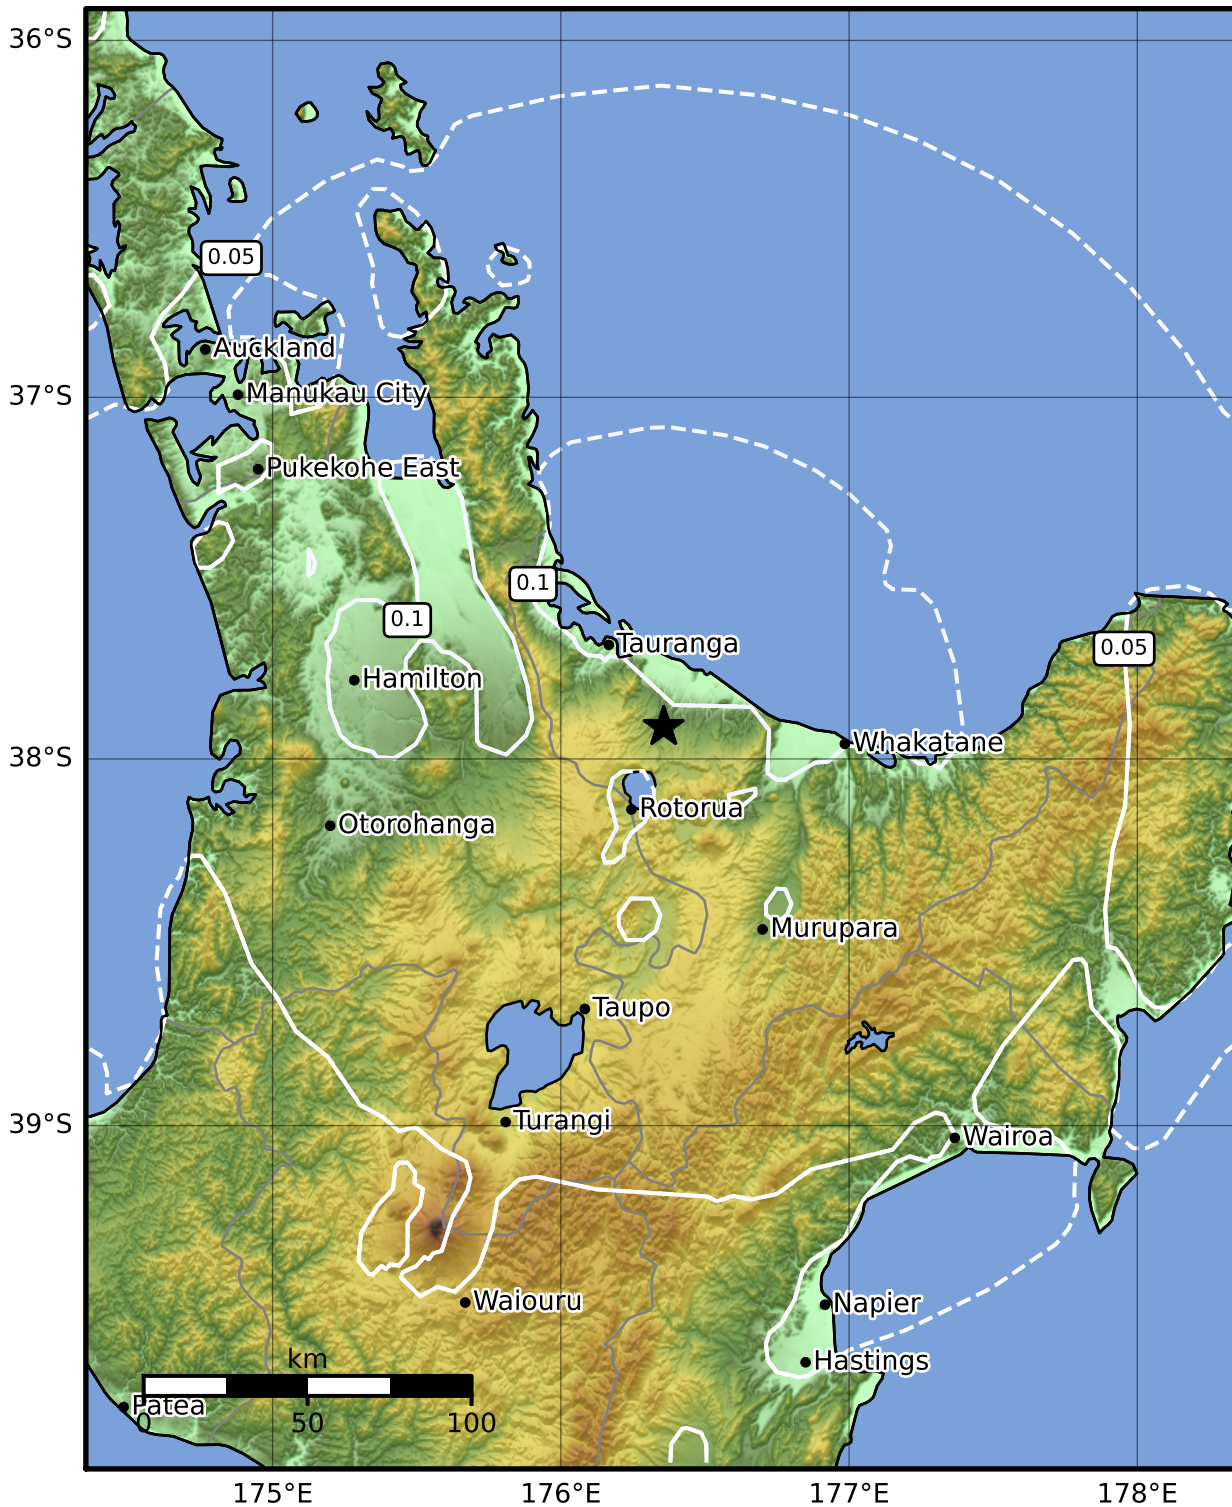 36°S
0.05
Auckland
Manukau City
37°S
Pukekohe East
0.1
0.1
Tauranga
0.05
Hamilton
Whakatane
38°S
Rotorua
Otorohanga
Murupara
Taupo
Turangi
39°S
Wairoa
Waiouru
Napier
km
Hastings
Patea
0 50 100
175°E 176°E 177°E 178°E